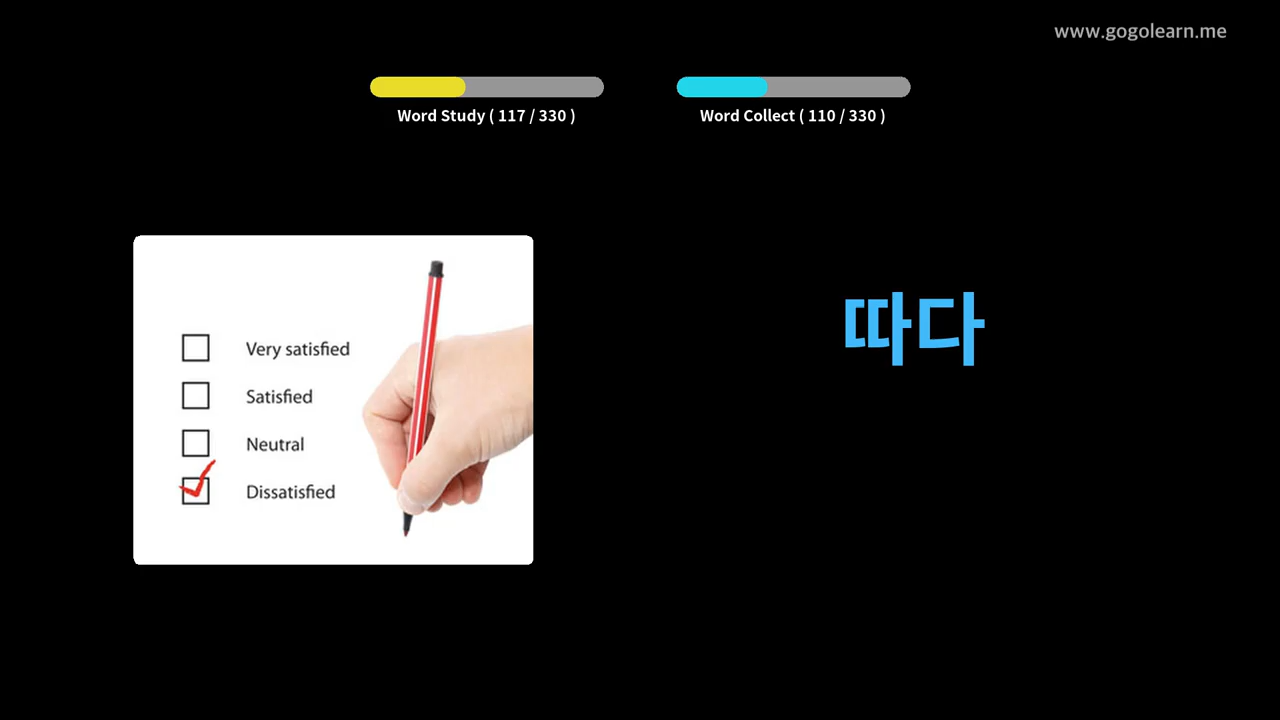 www.gogolearn.me
Word Study ( 117 / 330 )
Word Collect ( 110 / 330 )
Very satisfied
Satisfied
Neutral
Dissatisfied
따다